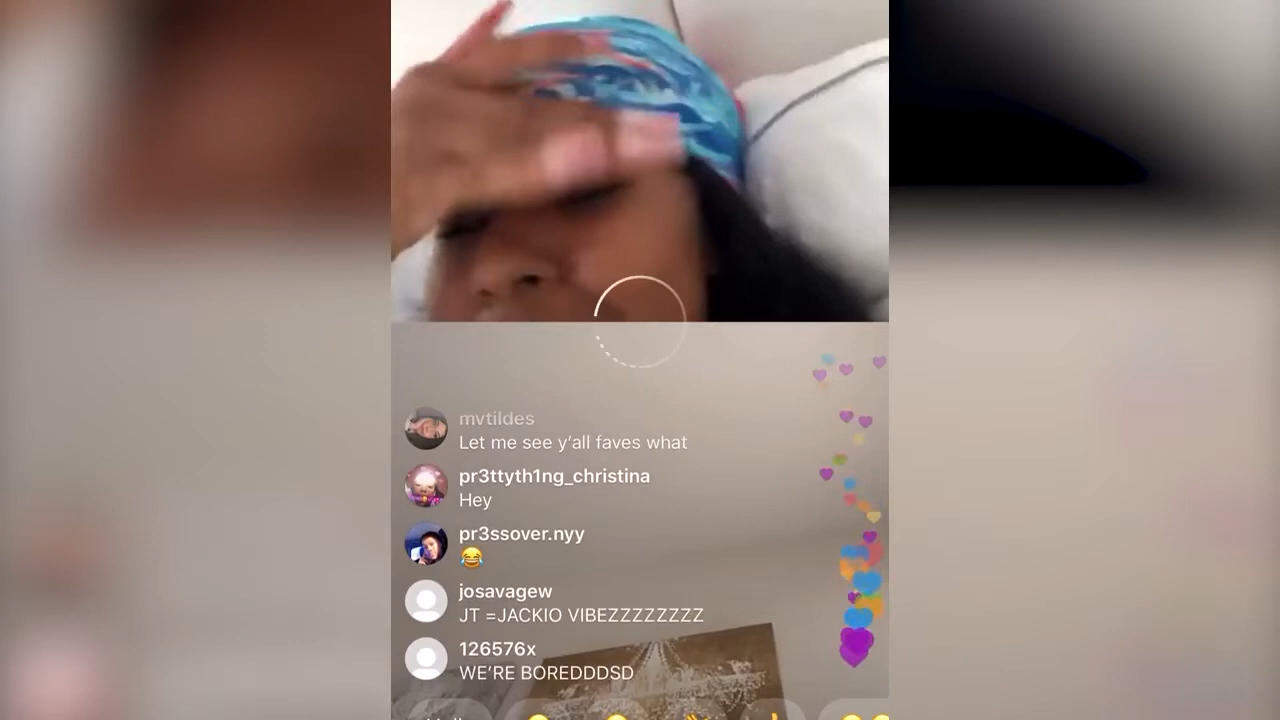 mvtildes
Let me see y'all faves what
pr3ttyth1ng_christina
Hey
pr3ssover.nyy
😂
josavagew
JT =JACKIO VIBEZZZZZZZZ
126576x
WE'RE BOREDDDSD